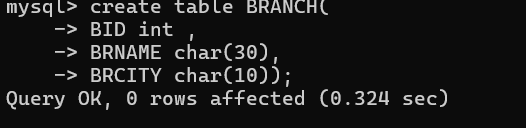 mysql> create table BRANCH(
    -> BID int ,
    -> BRNAME char(30),
    -> BRCITY char(10));
Query OK, 0 rows affected (0.324 sec)